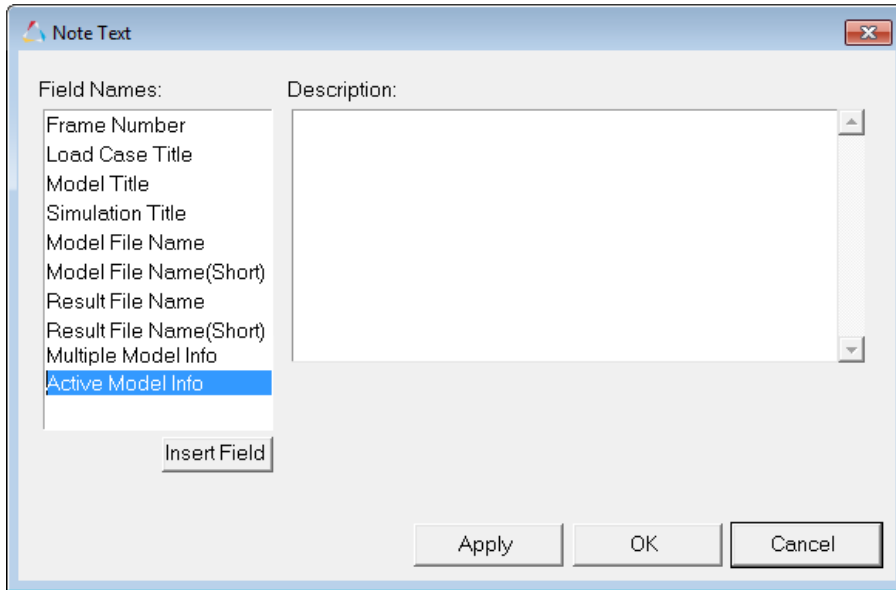 Note Text
Field Names:
Description:
Frame Number
Load Case Title
Model Title
Simulation Title
Model File Name
Model File Name(Short)
Result File Name
Result File Name(Short)
Multiple Model Info
Active Model Info
Insert Field
Apply
OK
Cancel